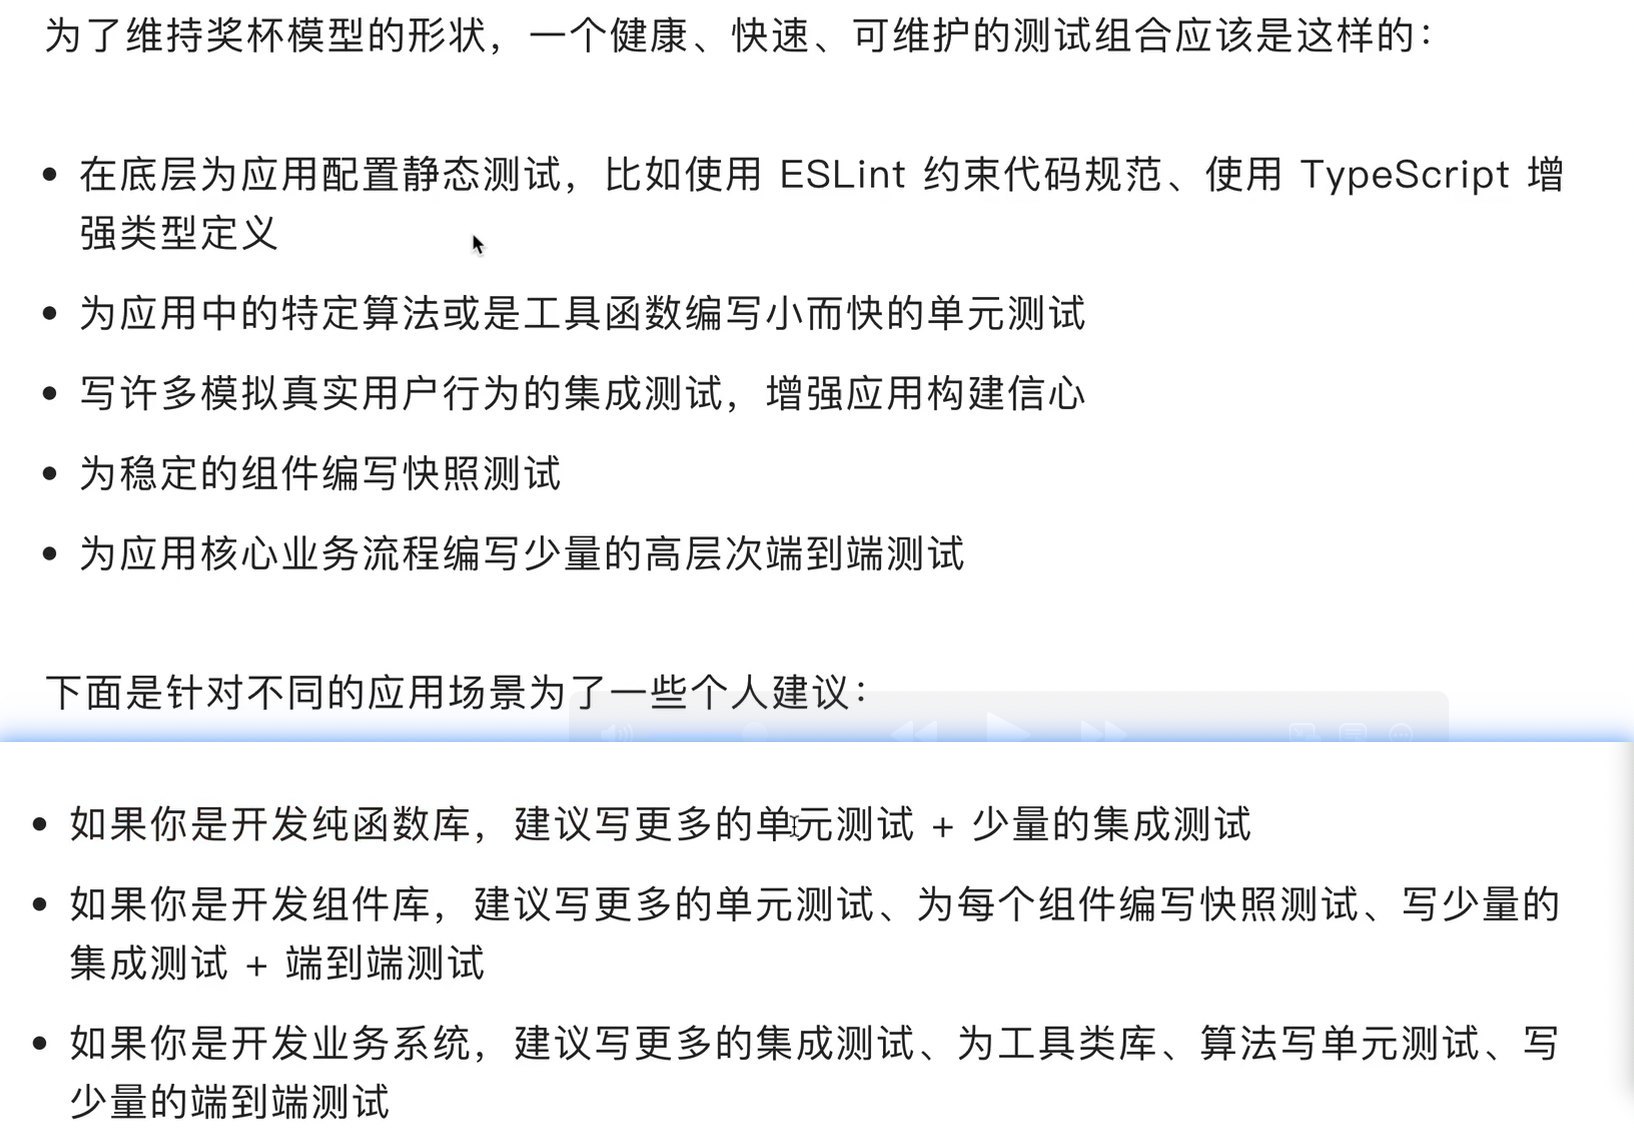 为了维持奖杯模型的形状，一个健康、快速、可维护的测试组合应该是这样的：
• 在底层为应用配置静态测试，比如使用 ESLint 约束代码规范、使用 TypeScript 增
强类型定义
• 为应用中的特定算法或是工具函数编写小而快的单元测试
• 写许多模拟真实用户行为的集成测试，增强应用构建信心
• 为稳定的组件编写快照测试
• 为应用核心业务流程编写少量的高层次端到端测试
下面是针对不同的应用场景为了一些个人建议：
• 如果你是开发纯函数库，建议写更多的单元测试 + 少量的集成测试
• 如果你是开发组件库，建议写更多的单元测试、为每个组件编写快照测试、写少量的
集成测试 + 端到端测试
• 如果你是开发业务系统，建议写更多的集成测试、为工具类库、算法写单元测试、写
少量的端到端测试